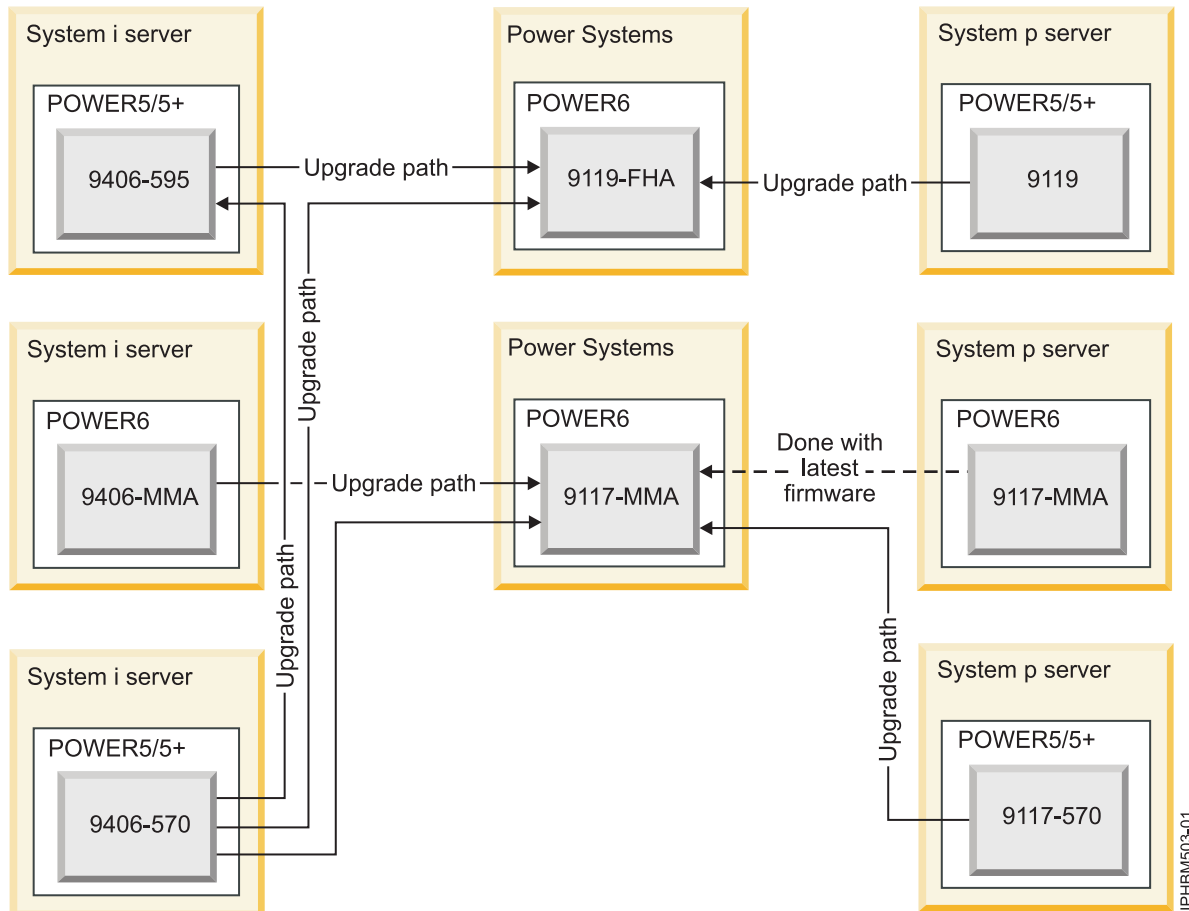 System i server
POWER5/5+
9406-595
Upgrade path
Power Systems
POWER6
9119-FHA
Upgrade path
System p server
POWER5/5+
9119
Upgrade path
Upgrade path
System i server
POWER6
9406-MMA
Upgrade path
Power Systems
POWER6
9117-MMA
Done with
latest
firmware
System p server
POWER6
9117-MMA
System i server
POWER5/5+
9406-570
Upgrade path
System p server
POWER5/5+
9117-570
IPHBM503-01